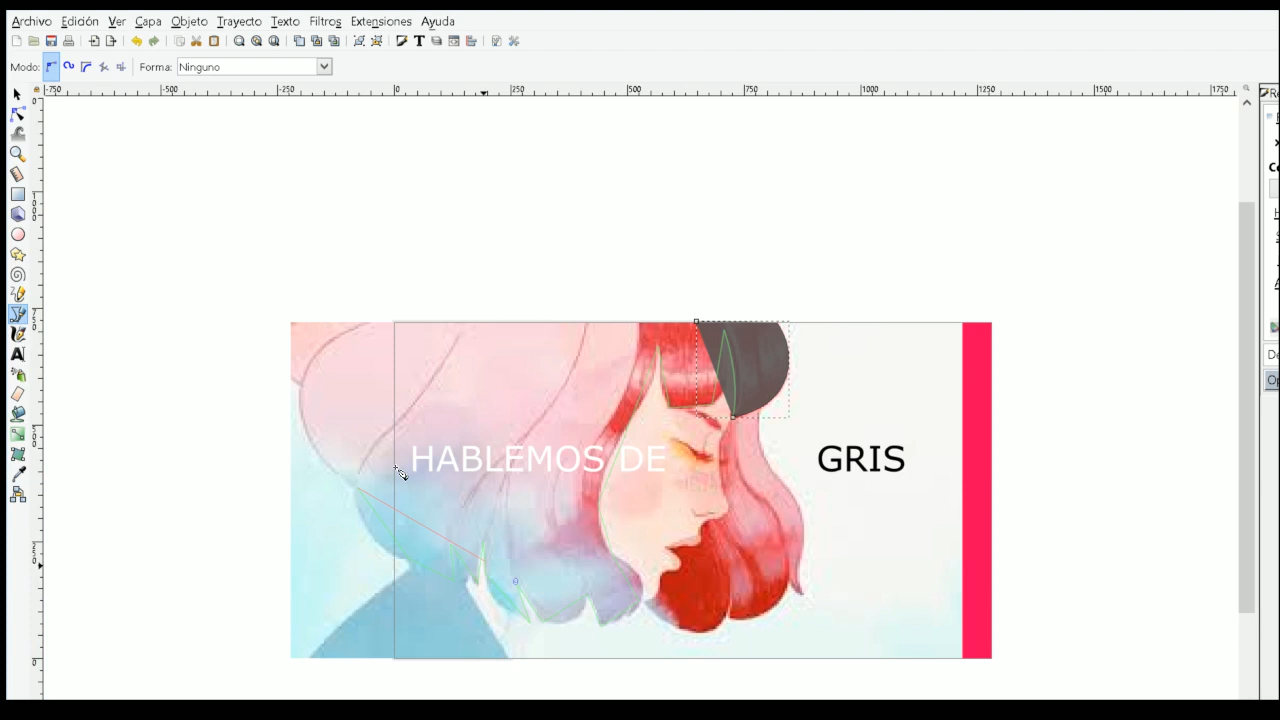 Archivo Edición Ver Capa Objeto Trayecto Texto Filtros Extensiones Ayuda
Modo: Forma: Ninguno
-750 -500 -250 0 250 500 750 1000 1250 1500 1750
HABLEMOS DE GRIS